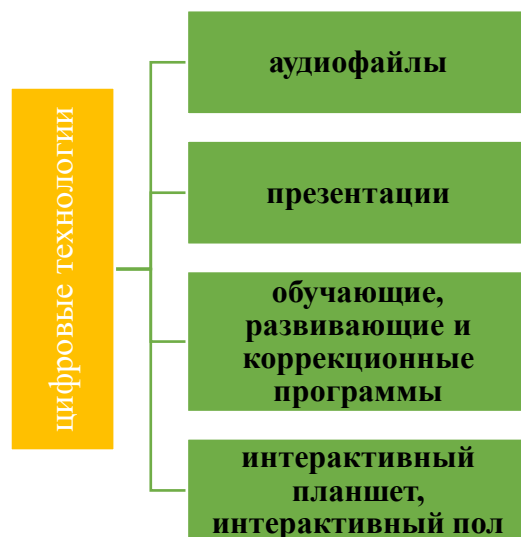 цифровые технологии
аудиофайлы
презентации
обучающие,
развивающие и
коррекционные
программы
интерактивный
планшет,
интерактивный пол